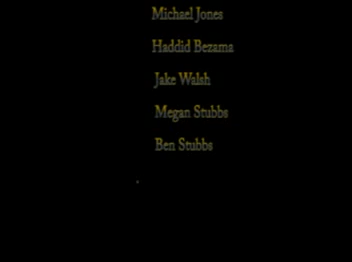 Michael Jones
Haddid Bezama
Jake Walsh
Megan Stubbs
Ben Stubbs